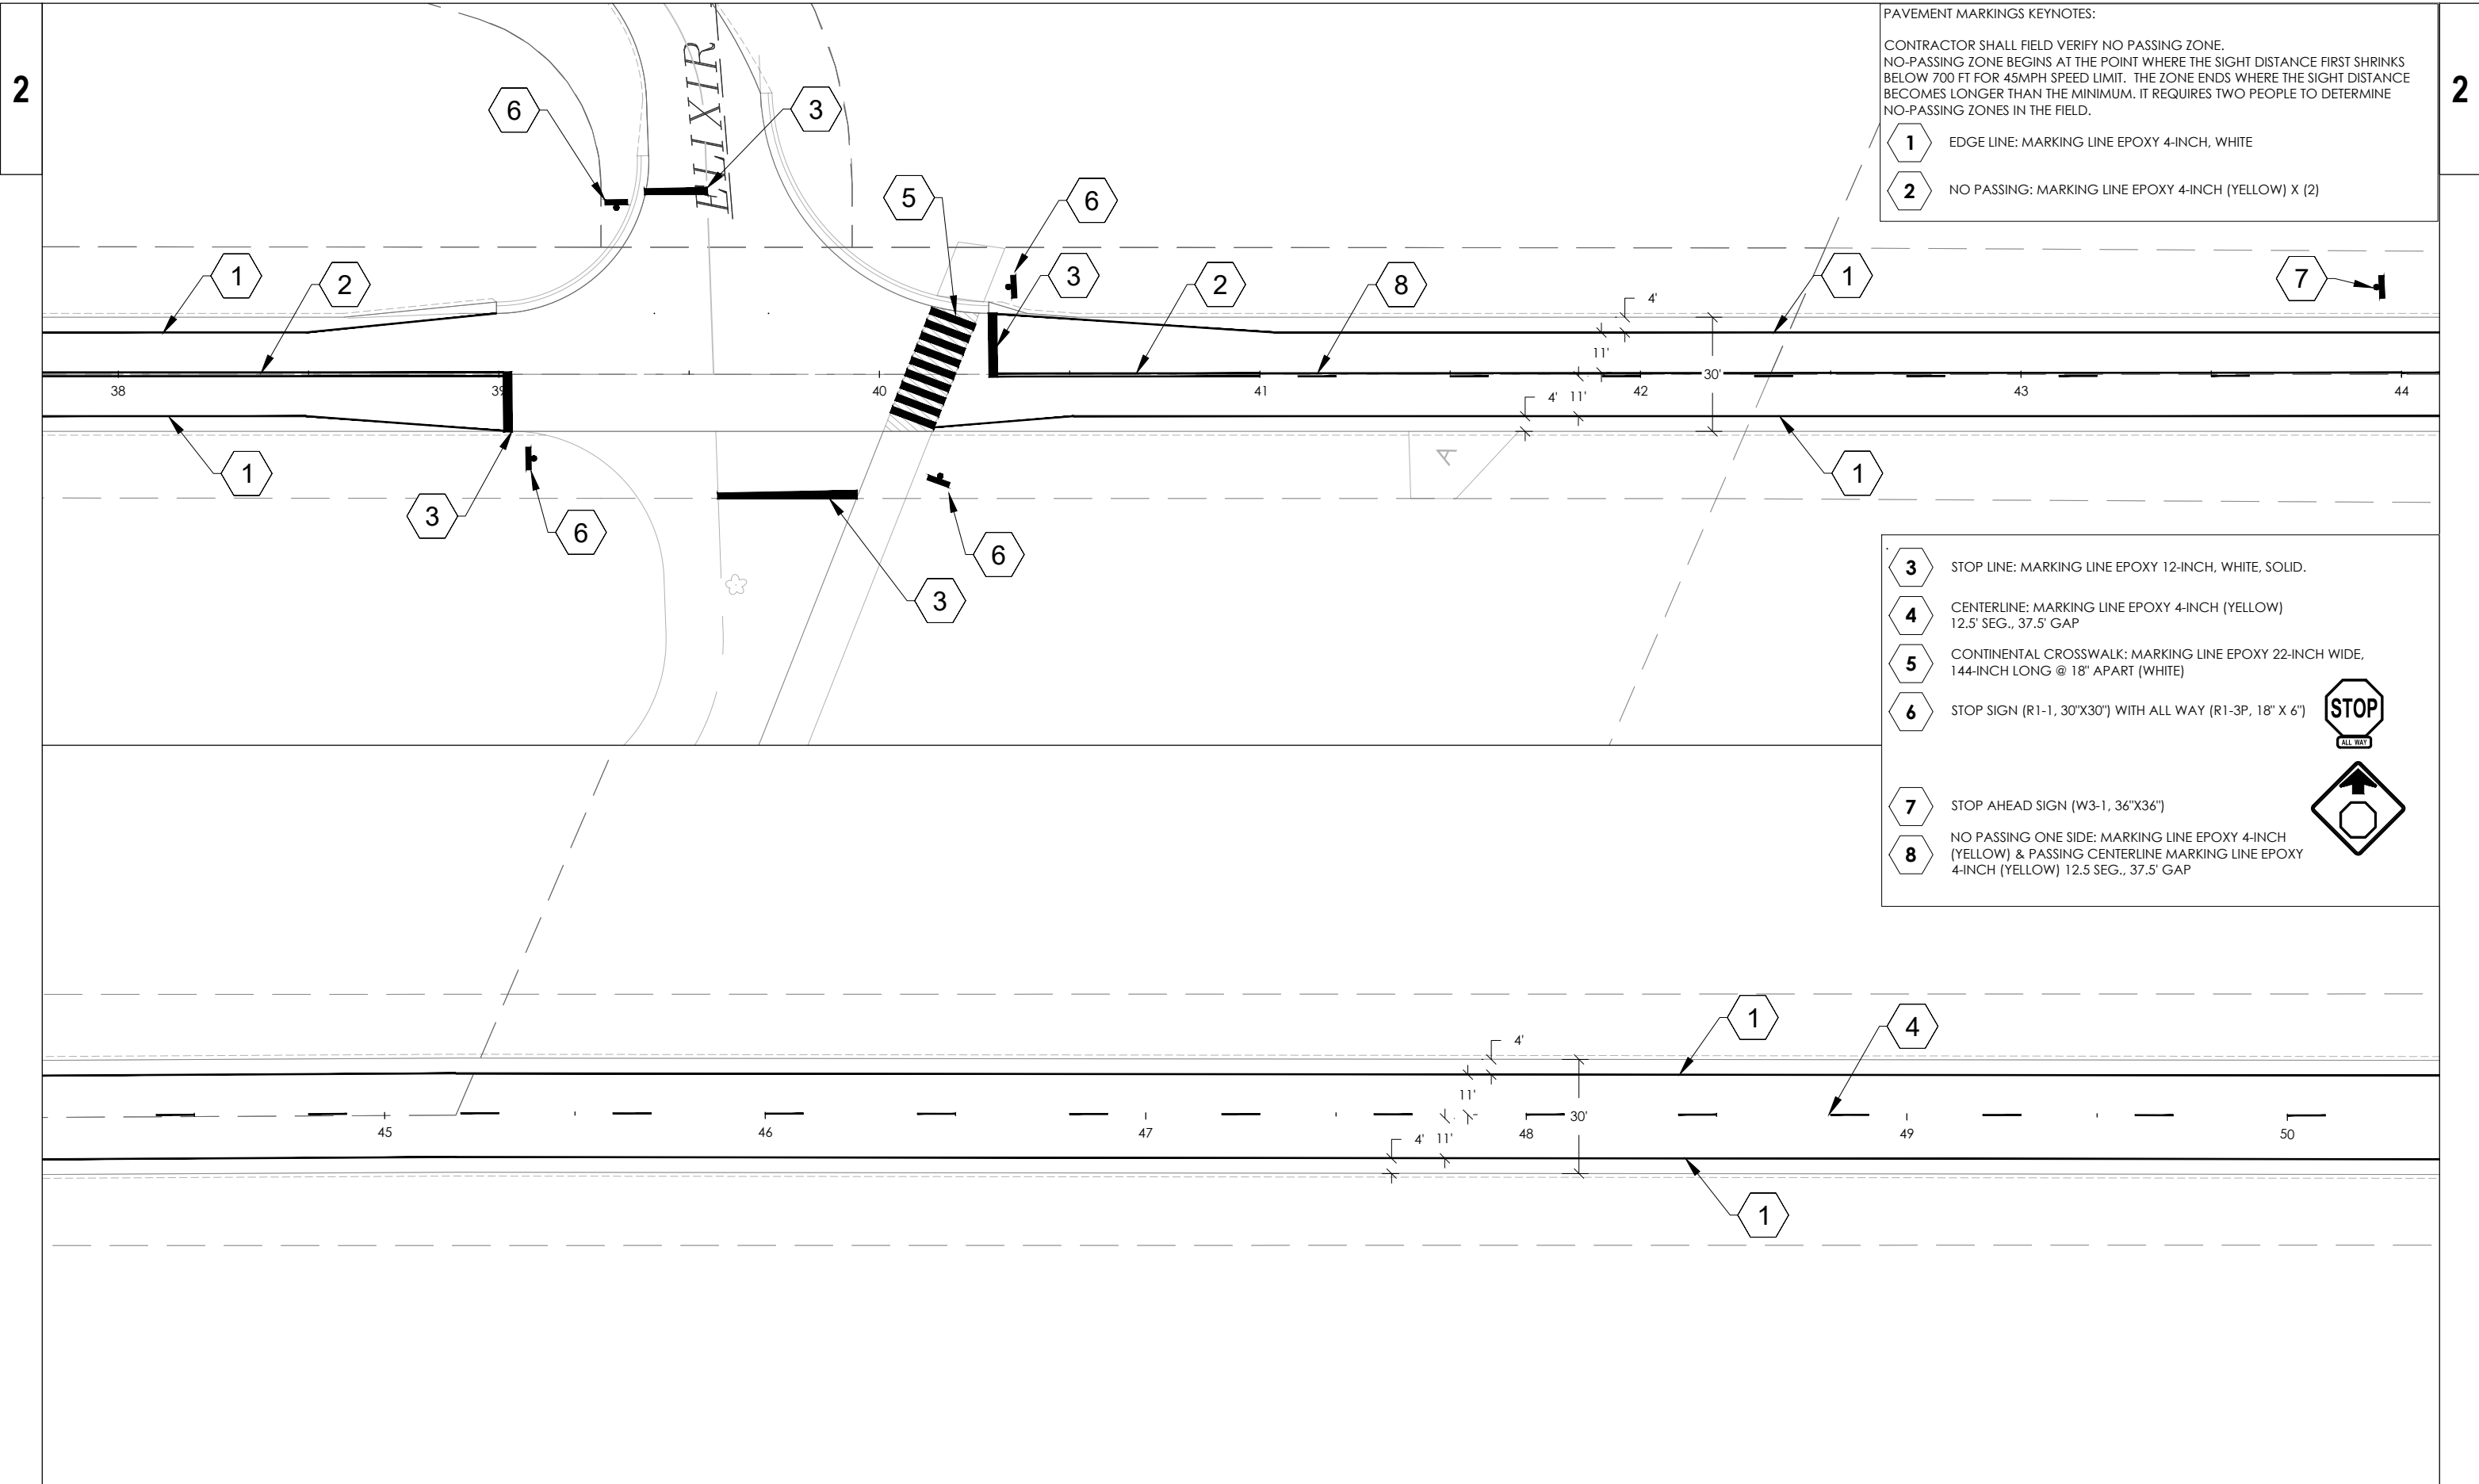 2
2
PAVEMENT MARKINGS KEYNOTES:
CONTRACTOR SHALL FIELD VERIFY NO PASSING ZONE.
NO-PASSING ZONE BEGINS AT THE POINT WHERE THE SIGHT DISTANCE FIRST SHRINKS
BELOW 700 FT FOR 45MPH SPEED LIMIT. THE ZONE ENDS WHERE THE SIGHT DISTANCE
BECOMES LONGER THAN THE MINIMUM. IT REQUIRES TWO PEOPLE TO DETERMINE
NO-PASSING ZONES IN THE FIELD.
1 EDGE LINE: MARKING LINE EPOXY 4-INCH, WHITE
2 NO PASSING: MARKING LINE EPOXY 4-INCH (YELLOW) X (2)
ELIXIR
6
3
5
6
1
2
3
2
8
1
7
4'
11'
30'
38
39
40
41
42
43
44
4' 11'
1
3
6
6
3
1
A
3 STOP LINE: MARKING LINE EPOXY 12-INCH, WHITE, SOLID.
4 CENTERLINE: MARKING LINE EPOXY 4-INCH (YELLOW)
12.5' SEG., 37.5' GAP
5 CONTINENTAL CROSSWALK: MARKING LINE EPOXY 22-INCH WIDE,
144-INCH LONG @ 18" APART (WHITE)
6 STOP SIGN (R1-1, 30"X30") WITH ALL WAY (R1-3P, 18" X 6")
STOP
ALL WAY
7 STOP AHEAD SIGN (W3-1, 36"X36")
8 NO PASSING ONE SIDE: MARKING LINE EPOXY 4-INCH
(YELLOW) & PASSING CENTERLINE MARKING LINE EPOXY
4-INCH (YELLOW) 12.5 SEG., 37.5' GAP
1
4
4'
11'
30'
45
46
47
48
49
50
4' 11'
1